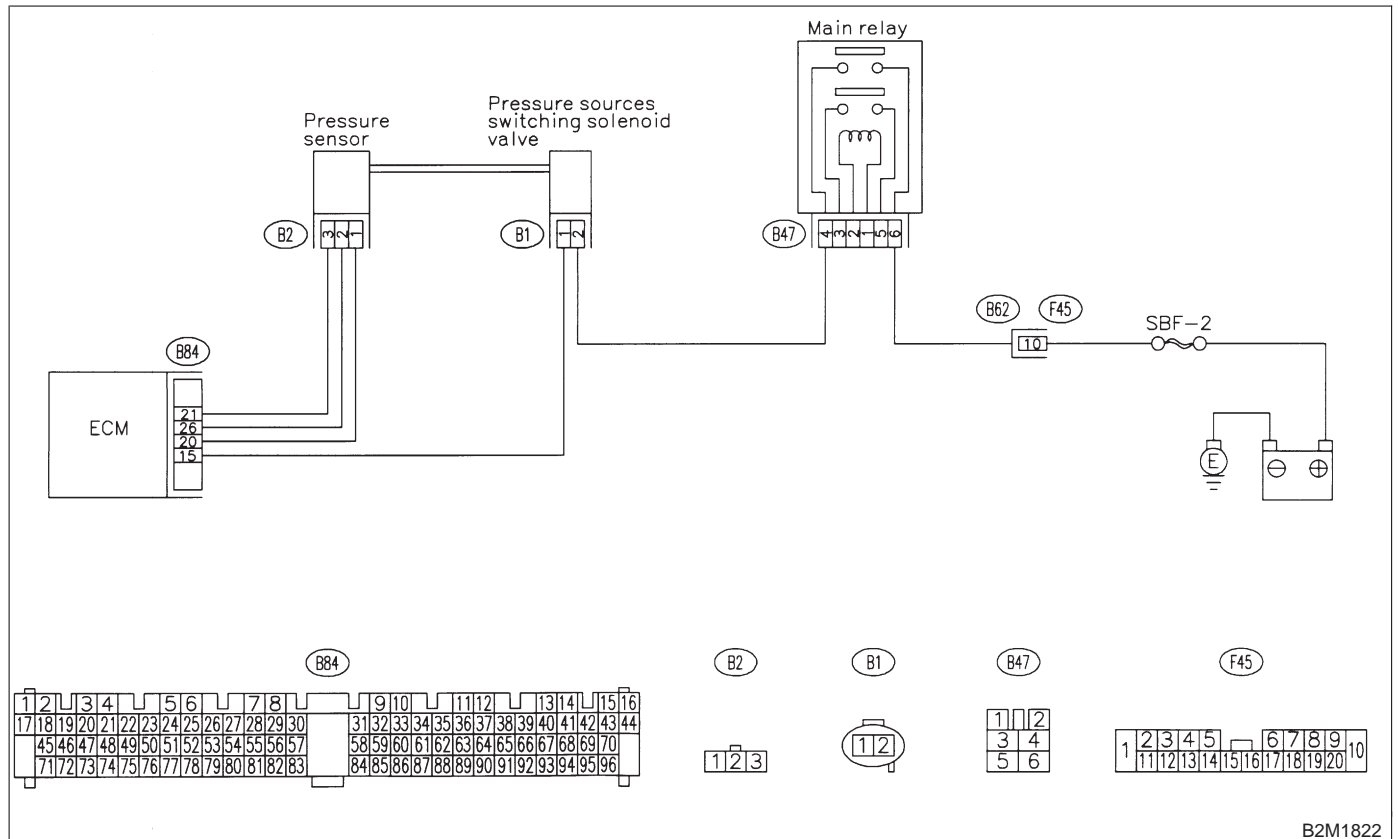 Main relay
Pressure sources
switching solenoid
valve
Pressure
sensor
B2
3 2 1
B1
1 2
B47
4 3 2 1 5 6
B62 F45
10
SBF-2
B84
ECM
21
26
20
15
E
⊖ ⊕
B84
1 2 3 4 5 6 7 8 9 10 11 12 13 14 15 16
17 18 19 20 21 22 23 24 25 26 27 28 29 30 31 32 33 34 35 36 37 38 39 40 41 42 43 44
45 46 47 48 49 50 51 52 53 54 55 56 57 58 59 60 61 62 63 64 65 66 67 68 69 70
71 72 73 74 75 76 77 78 79 80 81 82 83 84 85 86 87 88 89 90 91 92 93 94 95 96
B2
1 2 3
B1
1 2
B47
1 2
3 4
5 6
F45
1 2 3 4 5 6 7 8 9 10
11 12 13 14 15 16 17 18 19 20
B2M1822